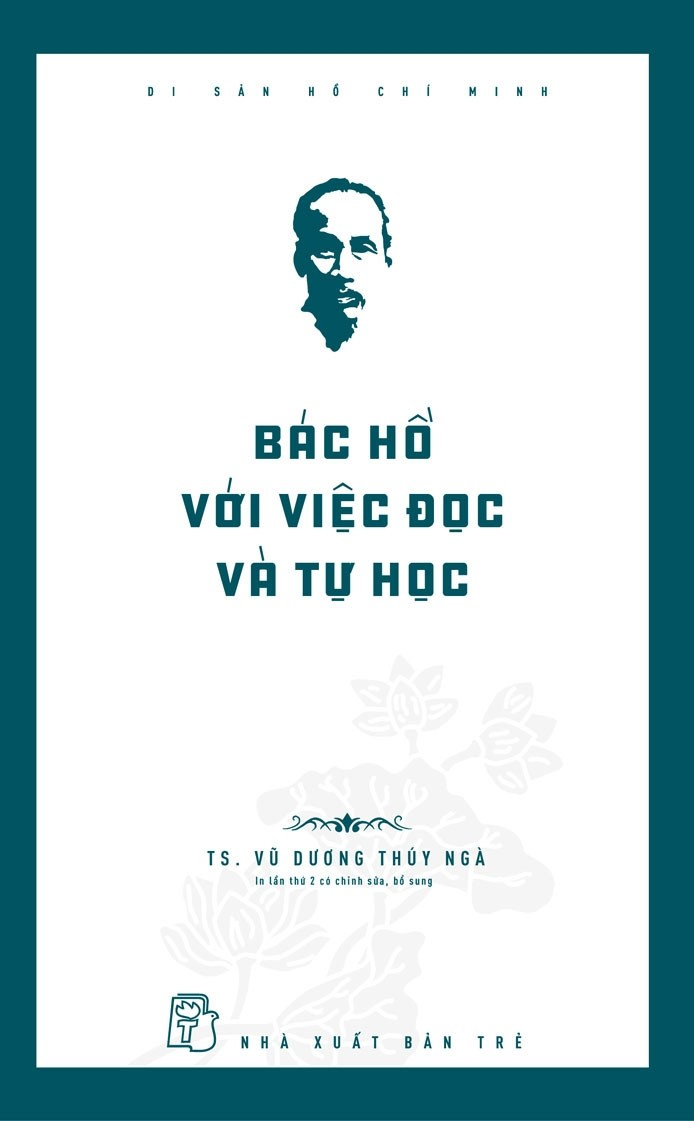 DI SẢN HỒ CHÍ MINH
BÁC HỒ
VỚI VIỆC ĐỌC
VÀ TỰ HỌC
TS. VŨ DƯƠNG THÚY NGÀ
In lần thứ 2 có chỉnh sửa, bổ sung
T
NHÀ XUẤT BẢN TRẺ